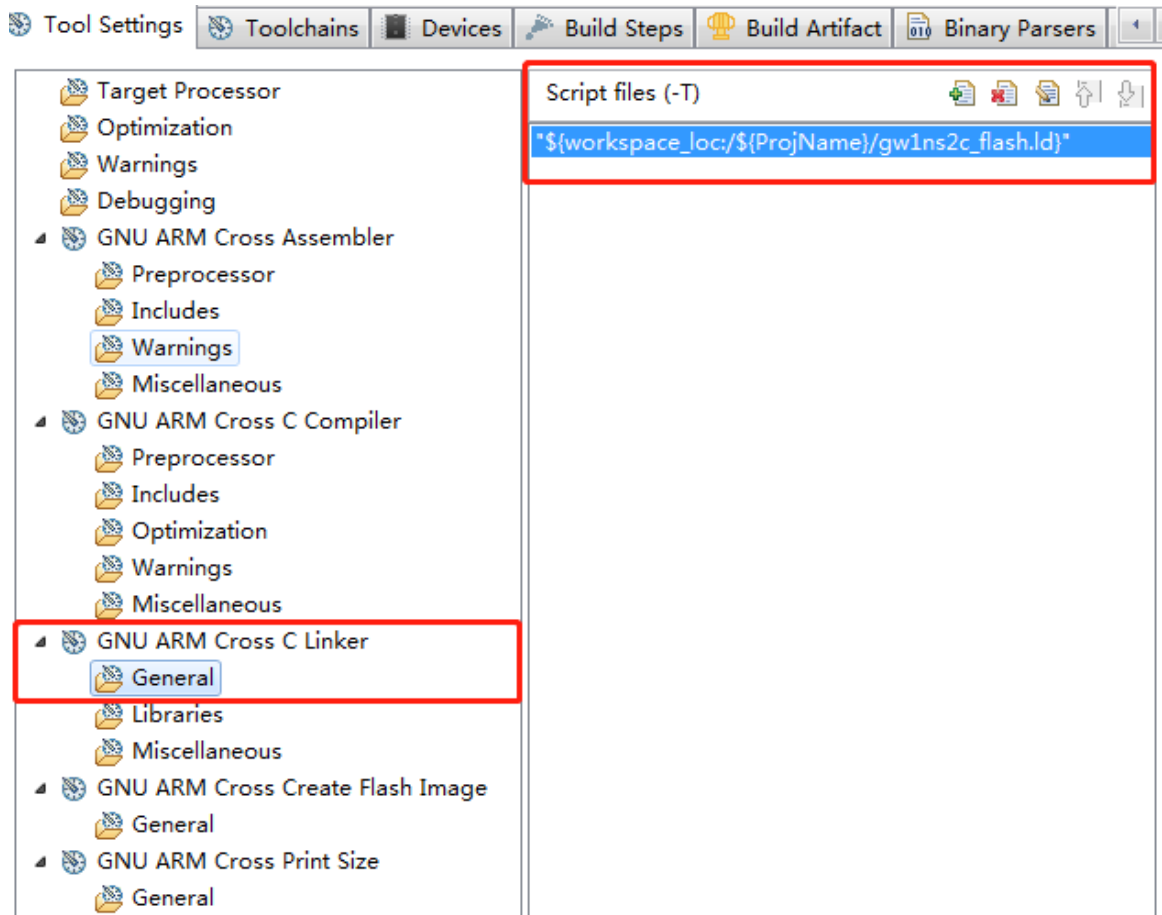 Tool Settings Toolchains Devices Build Steps Build Artifact Binary Parsers
Target Processor
Optimization
Warnings
Debugging
GNU ARM Cross Assembler
Preprocessor
Includes
Warnings
Miscellaneous
GNU ARM Cross C Compiler
Preprocessor
Includes
Optimization
Warnings
Miscellaneous
GNU ARM Cross C Linker
General
Libraries
Miscellaneous
GNU ARM Cross Create Flash Image
General
GNU ARM Cross Print Size
General
Script files (-T)
"${workspace_loc:/${ProjName}/gw1ns2c_flash.ld}"